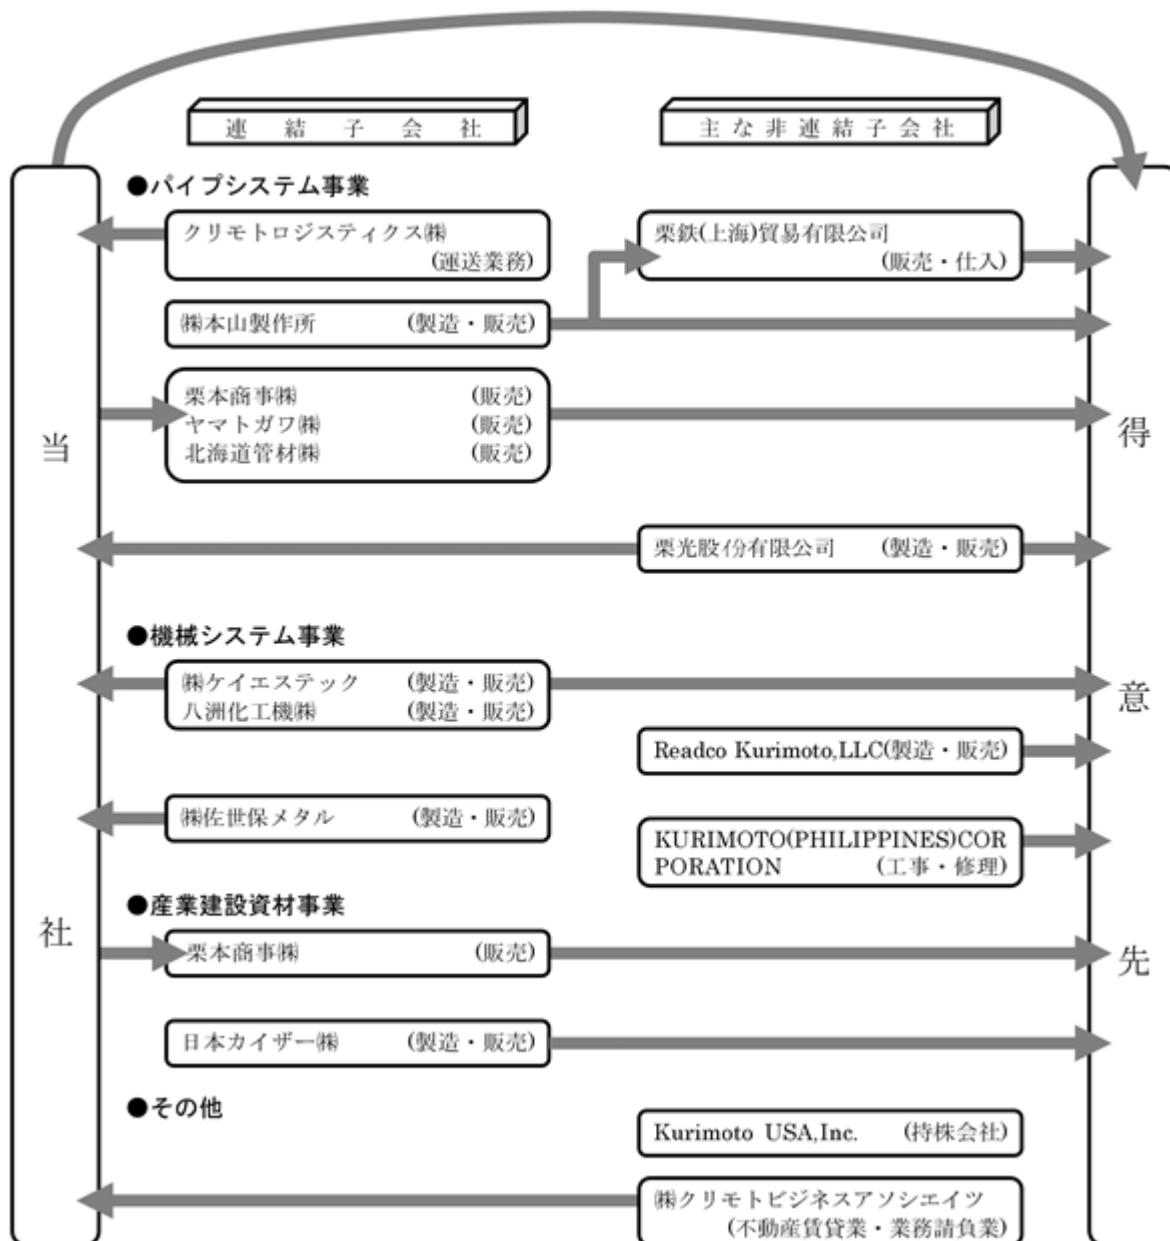 連結子会社
主な非連結子会社
●パイプシステム事業
クリモトロジスティクス㈱
(運送業務)
栗鉄(上海)貿易有限公司
(販売・仕入)
㈱本山製作所 (製造・販売)
栗本商事㈱ (販売)
ヤマトガワ㈱ (販売)
北海道管材㈱ (販売)
栗光股份有限公司 (製造・販売)
●機械システム事業
㈱ケイエステック (製造・販売)
八洲化工機㈱ (製造・販売)
Readco Kurimoto,LLC(製造・販売)
㈱佐世保メタル (製造・販売)
KURIMOTO(PHILIPPINES)COR
PORATION (工事・修理)
●産業建設資材事業
栗本商事㈱ (販売)
日本カイザー㈱ (製造・販売)
●その他
Kurimoto USA,Inc. (持株会社)
㈱クリモトビジネスアソシエイツ
(不動産賃貸業・業務請負業)
当社
得意先